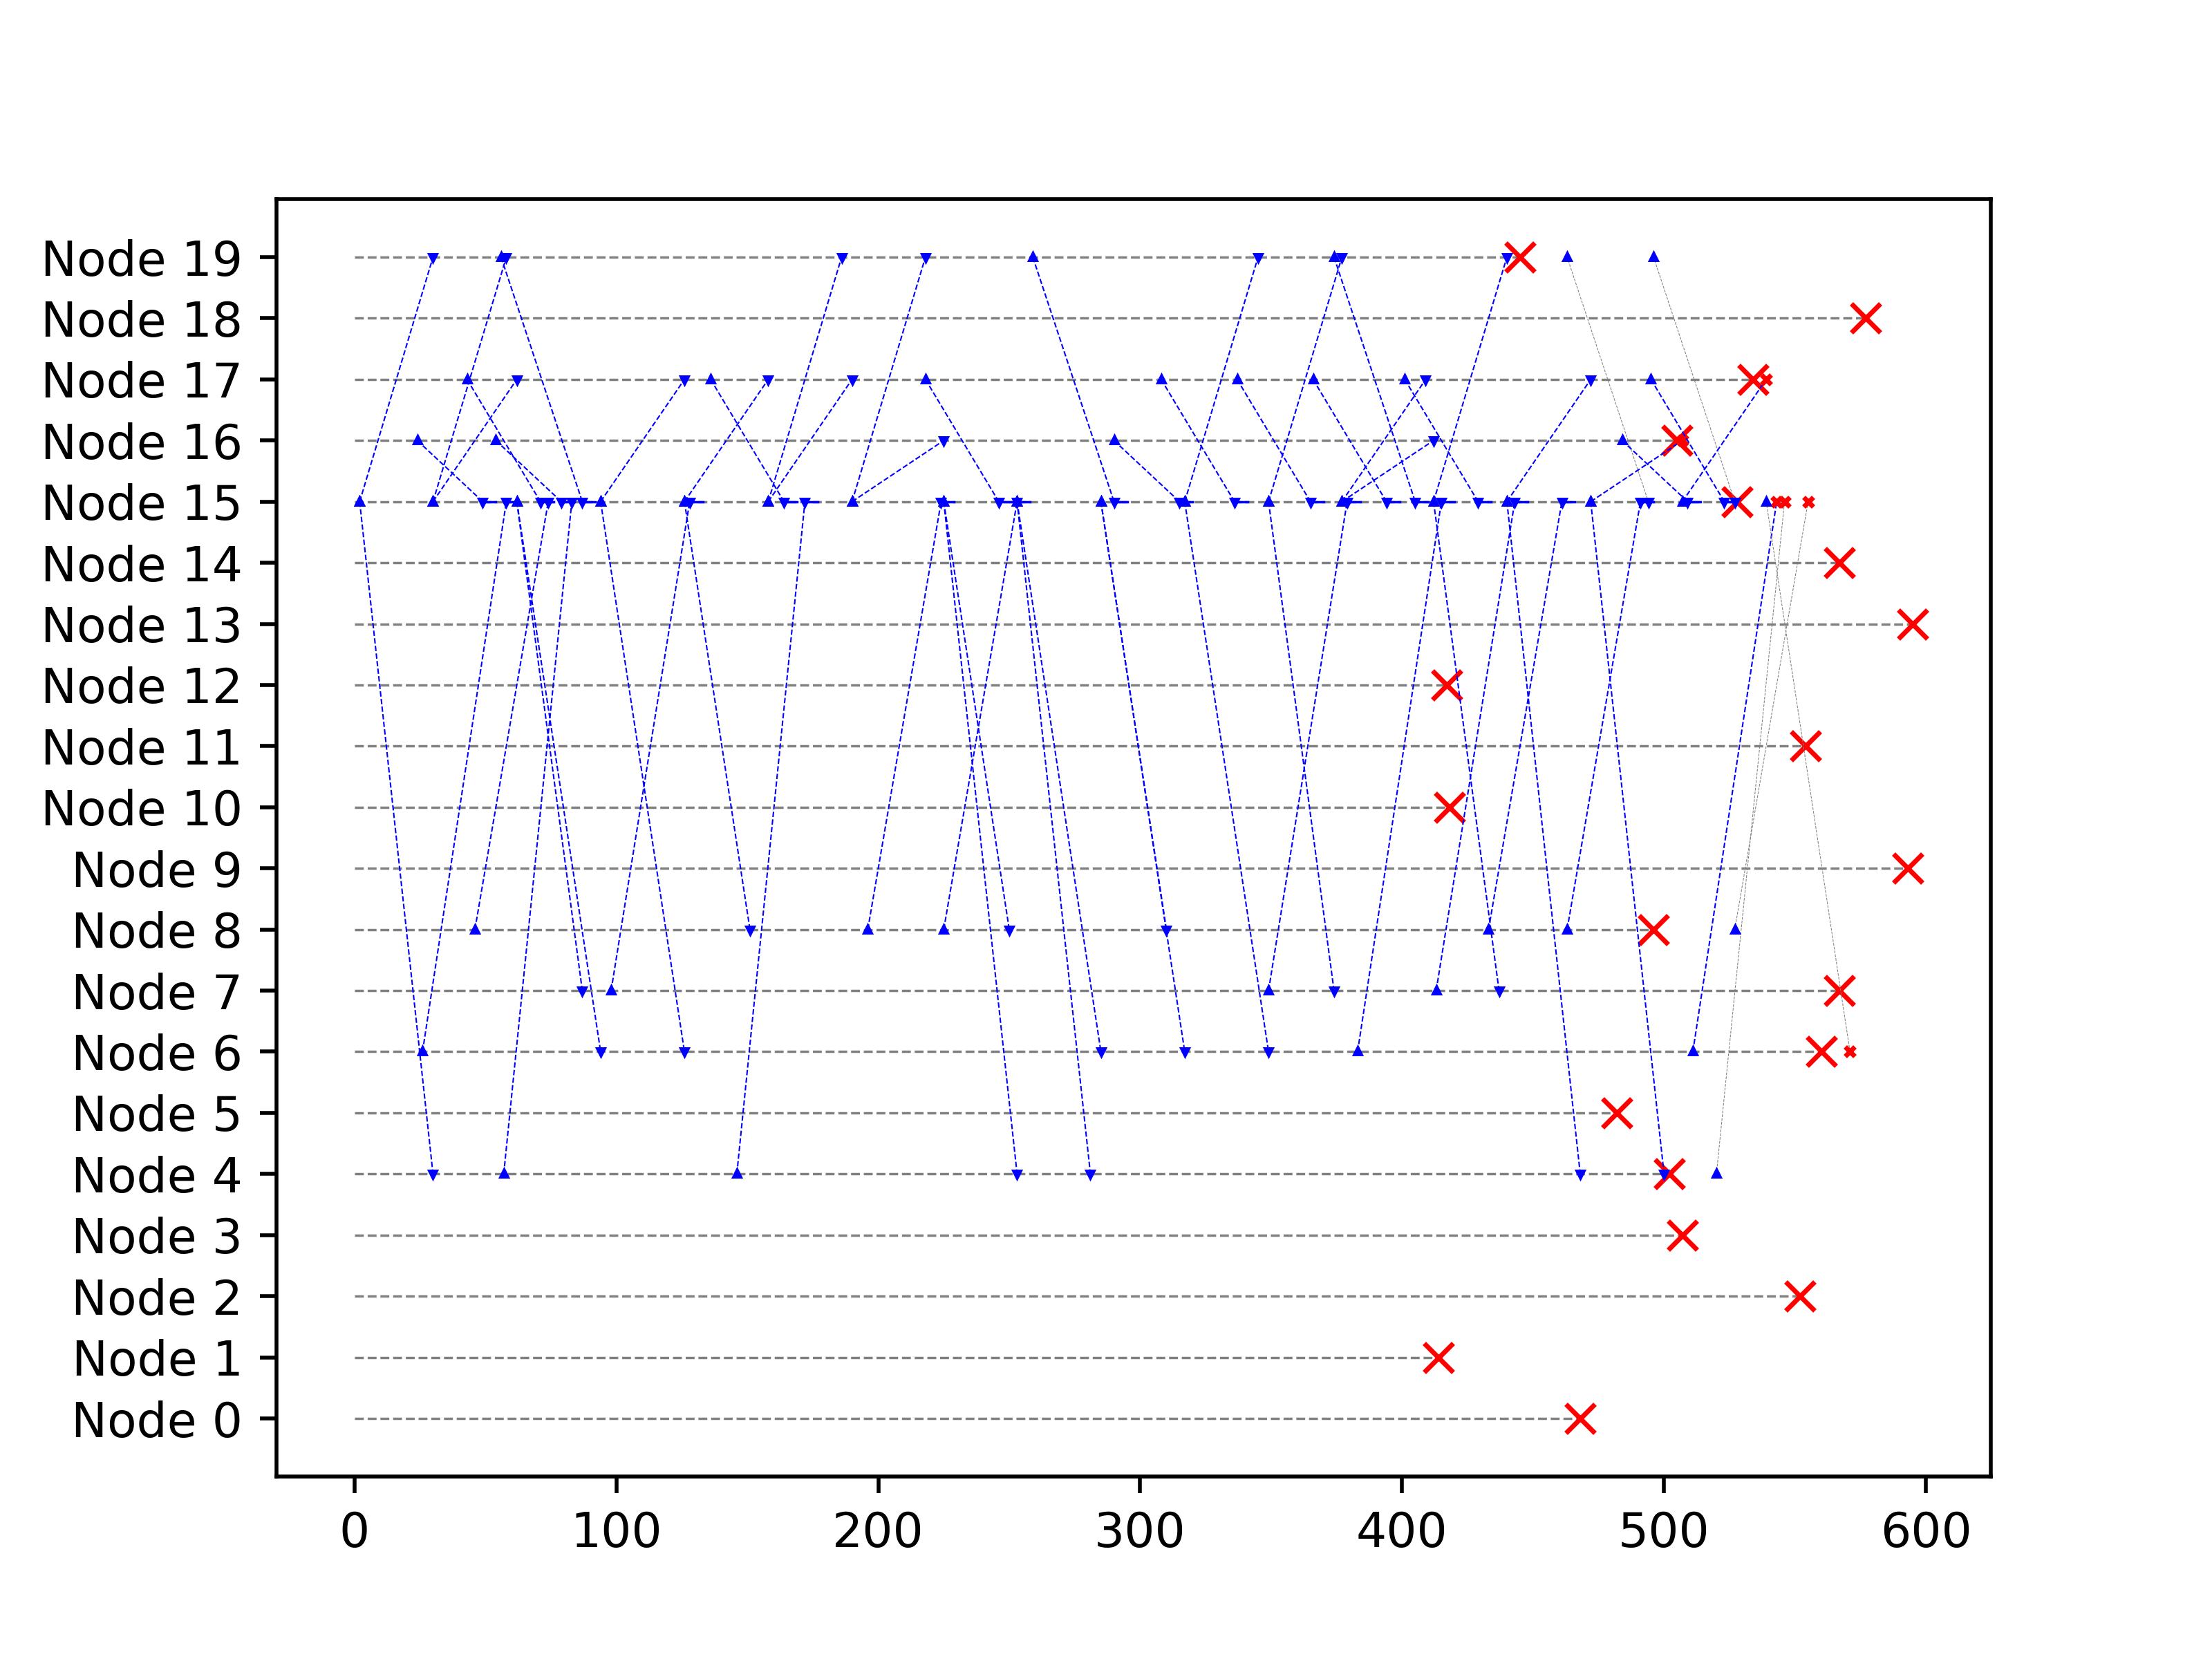 Node 19
Node 18
Node 17
Node 16
Node 15
Node 14
Node 13
Node 12
Node 11
Node 10
Node 9
Node 8
Node 7
Node 6
Node 5
Node 4
Node 3
Node 2
Node 1
Node 0
0 100 200 300 400 500 600